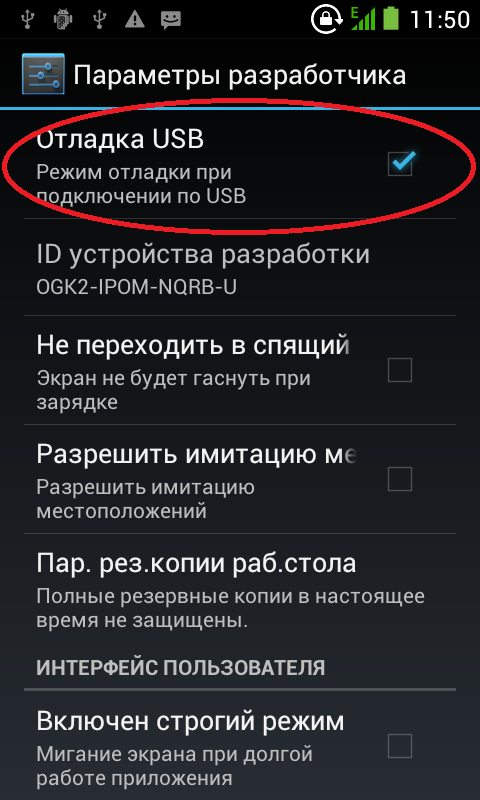 E 11:50
Параметры разработчика
Отладка USB
Режим отладки при
подключении по USB
ID устройства разработки
OGK2-IPOM-NQRB-U
Не переходить в спящий
Экран не будет гаснуть при
зарядке
Разрешить имитацию ме
Разрешить имитацию
местоположений
Пар. рез.копии раб.стола
Полные резервные копии в настоящее
время не защищены.
ИНТЕРФЕЙС ПОЛЬЗОВАТЕЛЯ
Включен строгий режим
Мигание экрана при долгой
работе приложения